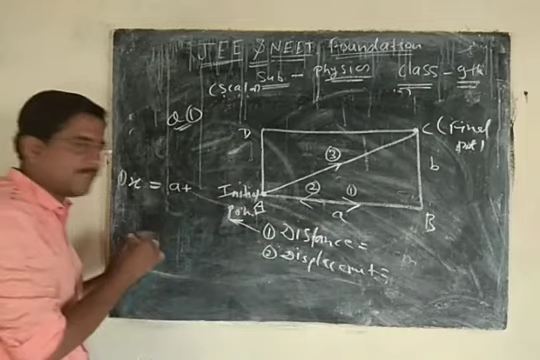 JEE & NEET Foundation
Sub - physics class - 9th
(Scalar)
Q ①
D
C (Final
③
b
1) x = a+
Initial
② ①
Point A
a
B
① Distance =
② Displacement =